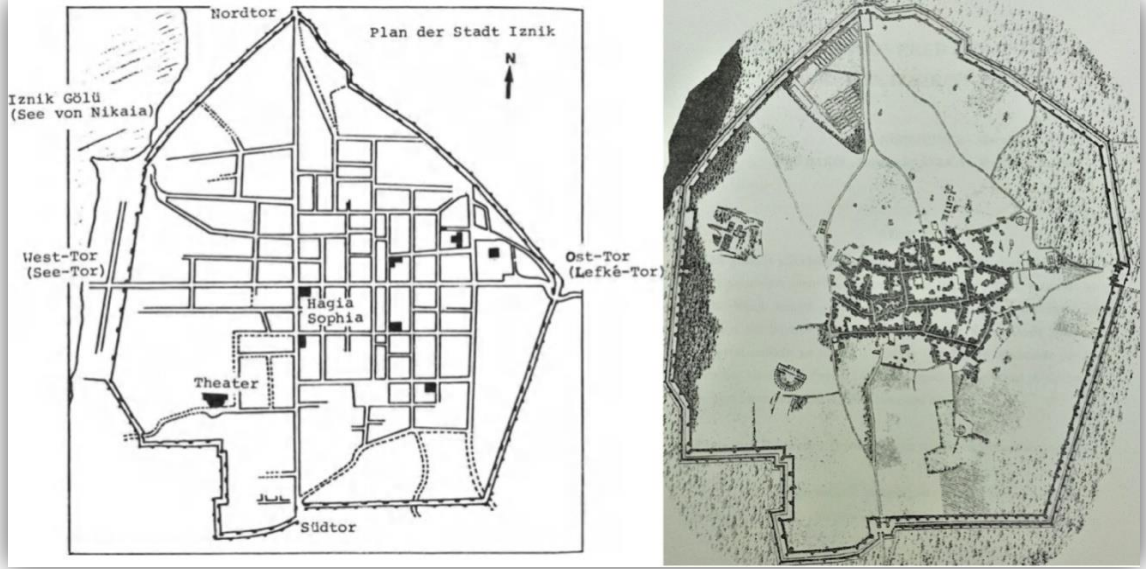 Nordtor
Plan der Stadt Iznik
N
Iznik Gölü
(See von Nikaia)
West-Tor
(See-Tor)
Ost-Tor
(Lefke-Tor)
Hagia
Sophia
Theater
Südtor